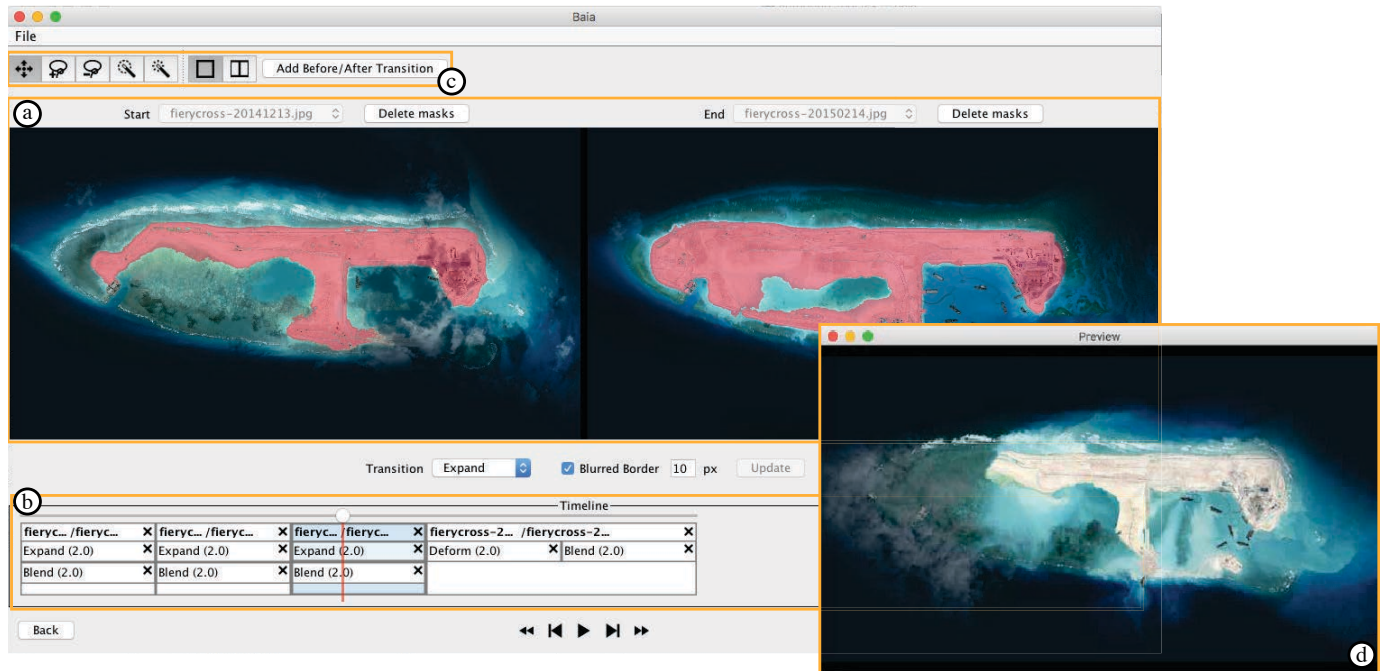 Baia
File
Add Before/After Transition
c
a
Start fierycross-20141213.jpg Delete masks End fierycross-20150214.jpg Delete masks
Preview
Transition Expand Blurred Border 10 px Update
b
Timeline
fieryc... /fieryc... X fieryc... /fieryc... X fieryc... /fieryc... X fierycross-2... /fierycross-2... X
Expand (2.0) X Expand (2.0) X Expand (2.0) X Deform (2.0) X Blend (2.0) X
Blend (2.0) X Blend (2.0) X Blend (2.0) X
Back
d